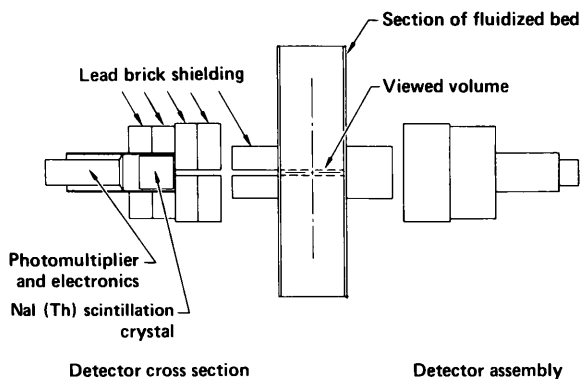 Section of fluidized bed
Lead brick shielding
Viewed volume
Photomultiplier
and electronics
NaI (Th) scintillation
crystal
Detector cross section
Detector assembly